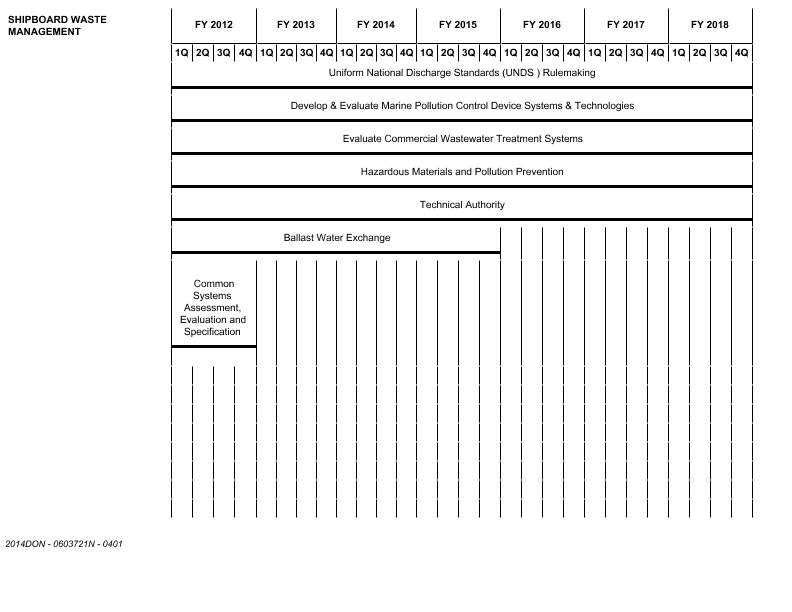 SHIPBOARD WASTE
MANAGEMENT
FY 2012 FY 2013 FY 2014 FY 2015 FY 2016 FY 2017 FY 2018
1Q 2Q 3Q 4Q 1Q 2Q 3Q 4Q 1Q 2Q 3Q 4Q 1Q 2Q 3Q 4Q 1Q 2Q 3Q 4Q 1Q 2Q 3Q 4Q 1Q 2Q 3Q 4Q
Uniform National Discharge Standards (UNDS ) Rulemaking
Develop & Evaluate Marine Pollution Control Device Systems & Technologies
Evaluate Commercial Wastewater Treatment Systems
Hazardous Materials and Pollution Prevention
Technical Authority
Ballast Water Exchange
Common
Systems
Assessment,
Evaluation and
Specification
2014DON - 0603721N - 0401